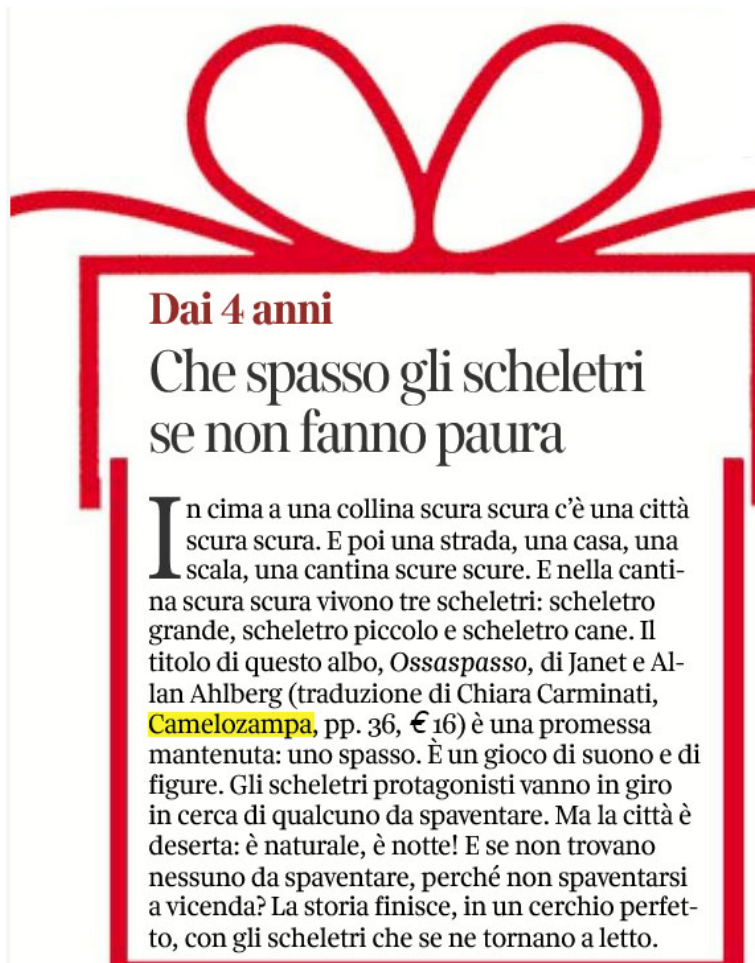 Dai 4 anni
Che spasso gli scheletri
se non fanno paura
In cima a una collina scura scura c'è una città
scura scura. E poi una strada, una casa, una
scala, una cantina scure scure. E nella canti-
na scura scura vivono tre scheletri: scheletro
grande, scheletro piccolo e scheletro cane. Il
titolo di questo albo, Ossaspasso, di Janet e Al-
lan Ahlberg (traduzione di Chiara Carminati,
Camelozampa, pp. 36, € 16) è una promessa
mantenuta: uno spasso. È un gioco di suono e di
figure. Gli scheletri protagonisti vanno in giro
in cerca di qualcuno da spaventare. Ma la città è
deserta: è naturale, è notte! E se non trovano
nessuno da spaventare, perché non spaventarsi
a vicenda? La storia finisce, in un cerchio perfet-
to, con gli scheletri che se ne tornano a letto.